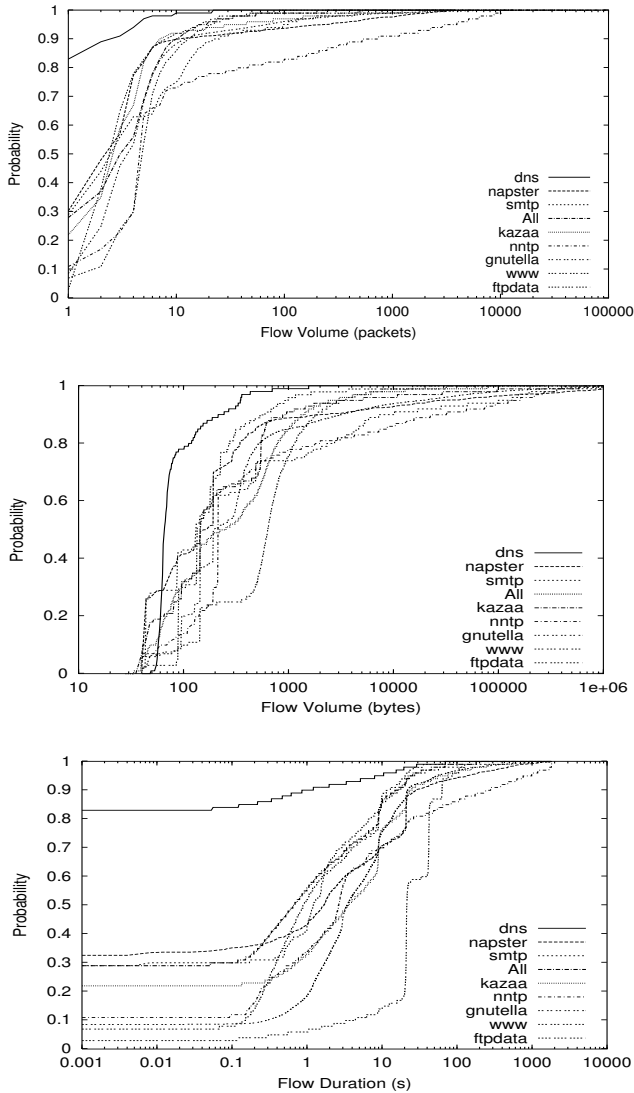 1
0.9
0.8
0.7
0.6
0.5
0.4
0.3
0.2
0.1
0
Probability
dns
napster
smtp
All
kazaa
nntp
gnutella
www
ftpdata
1 10 100 1000 10000 100000
Flow Volume (packets)
1
0.8
0.6
0.4
0.2
0
Probability
dns
napster
smtp
All
kazaa
nntp
gnutella
www
ftpdata
10 100 1000 10000 100000 1e+06
Flow Volume (bytes)
1
0.9
0.8
0.7
0.6
0.5
0.4
0.3
0.2
0.1
0
Probability
dns
napster
smtp
All
kazaa
nntp
gnutella
www
ftpdata
0.001 0.01 0.1 1 10 100 1000 10000
Flow Duration (s)